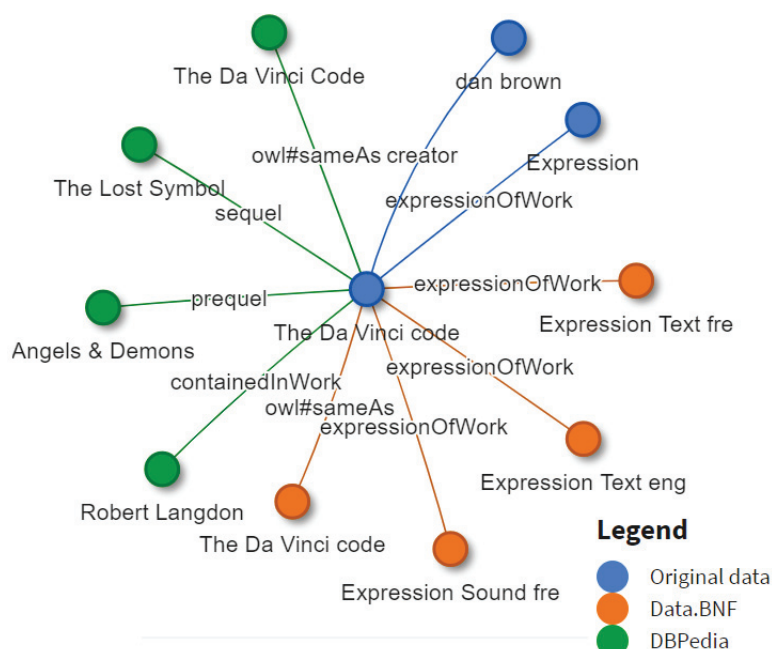 The Da Vinci Code
dan brown
owl#sameAs
creator
Expression
The Lost Symbol
sequel
expressionOfWork
prequel
expressionOfWork
Angels & Demons
The Da Vinci code
Expression Text fre
containedInWork
expressionOfWork
owl#sameAs
expressionOfWork
Robert Langdon
The Da Vinci code
Expression Text eng
Expression Sound fre
Legend
Original data
Data.BNF
DBPedia